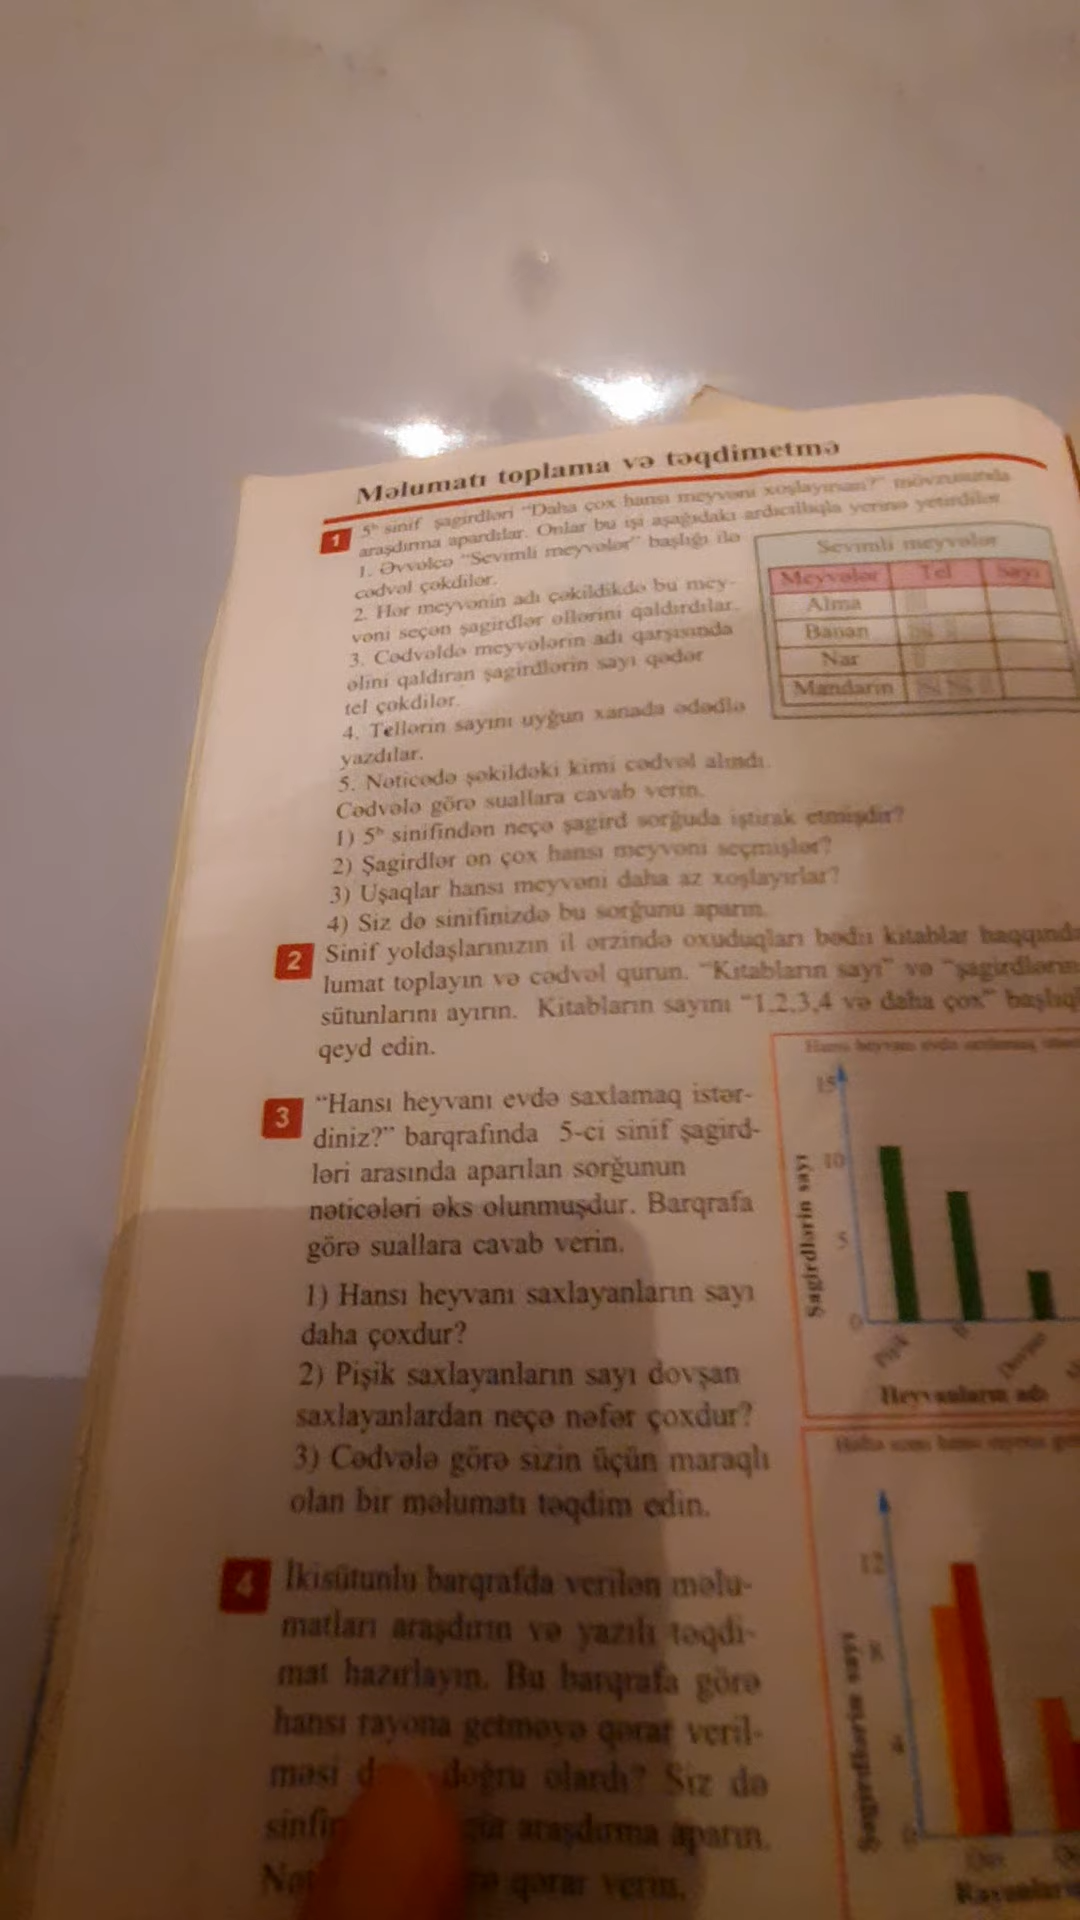 Məlumatı toplama və təqdimetmə
1 5ᵇ sinif şagirdləri "Daha çox hansı meyvəni xoşlayırsan?" mövzusunda
araşdırma apardılar. Onlar bu işi aşağıdakı ardıcıllıqla yerinə yetirdilər
1. Əvvəlcə "Sevimli meyvələr" başlığı ilə
cədvəl çəkdilər.
2. Hər meyvənin adı çəkildikdə bu mey-
vəni seçən şagirdlər əllərini qaldırdılar.
3. Cədvəldə meyvələrin adı qarşısında
əlini qaldıran şagirdlərin sayı qədər
tel çəkdilər.
4. Tellərin sayını uyğun xanada ədədlə
yazdılar.
5. Nəticədə şəkildəki kimi cədvəl alındı.
Cədvələ görə suallara cavab verin.
1) 5ᵇ sinifindən neçə şagird sorğuda iştirak etmişdir?
2) Şagirdlər ən çox hansı meyvəni seçmişlər?
3) Uşaqlar hansı meyvəni daha az xoşlayırlar?
4) Siz də sinifinizdə bu sorğunu aparın.
Sevimli meyvələr
Meyvələr Tel Sayı
Alma
Banan
Nar
Mandarin
2 Sinif yoldaşlarınızın il ərzində oxuduqları bədii kitablar haqqında
lumat toplayın və cədvəl qurun. "Kitabların sayı" və "şagirdlərin
sütunlarını ayırın. Kitabların sayını "1,2,3,4 və daha çox" başlıq
qeyd edin.
3 "Hansı heyvanı evdə saxlamaq istər-
diniz?" barqrafında 5-ci sinif şagird-
ləri arasında aparılan sorğunun
nəticələri əks olunmuşdur. Barqrafa
görə suallara cavab verin.
1) Hansı heyvanı saxlayanların sayı
daha çoxdur?
2) Pişik saxlayanların sayı dovşan
saxlayanlardan neçə nəfər çoxdur?
3) Cədvələ görə sizin üçün maraqlı
olan bir məlumatı təqdim edin.
Hansı heyvanı evdə
15
10
5
0
Şagirdlərin sayı
Pişik
Dovşan
Heyvanların adı
4 İkisütunlu barqrafda verilən məlu-
matları araşdırın və yazılı təqdi-
mat hazırlayın. Bu barqrafa görə
hansı rayona getməyə qərar veril-
məsi doğru olardı? Siz də
araşdırma aparın.
qərar verin.
12
0
Şagirdlərin sayı